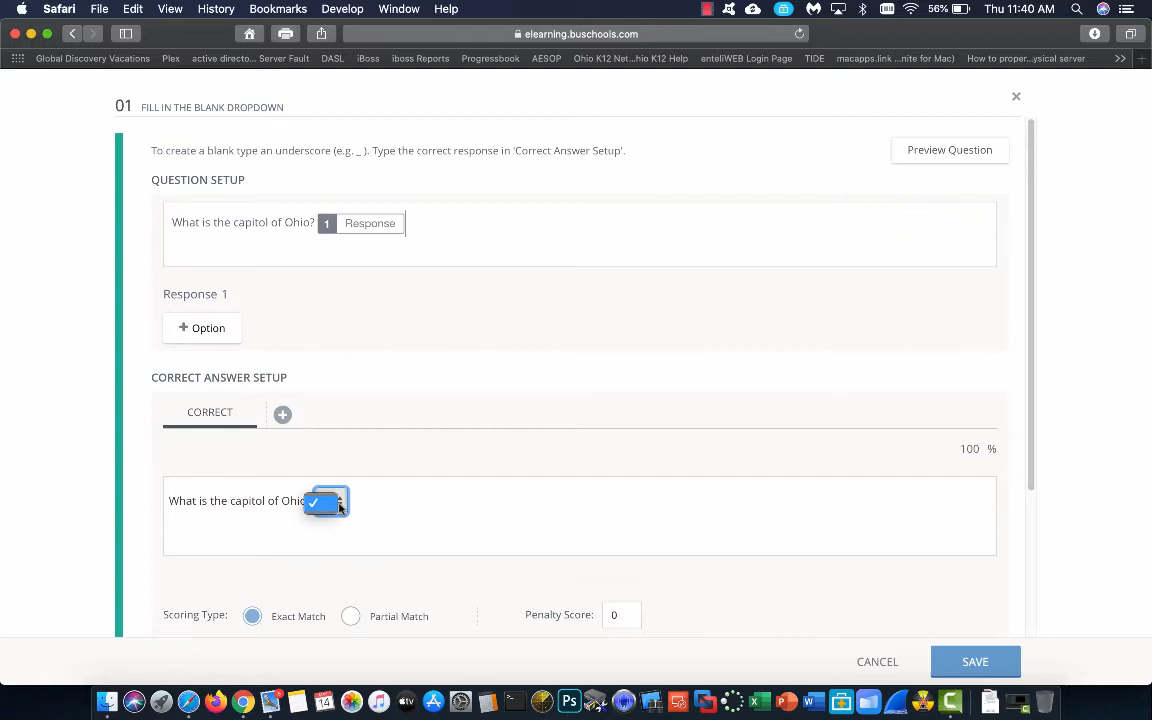 Safari File Edit View History Bookmarks Develop Window Help 56% Thu 11:40 AM
elearning.buschools.com
Global Discovery Vacations Plex active directo... Server Fault DASL iBoss iboss Reports Progressbook AESOP Ohio K12 Net...hio K12 Help enteliWEB Login Page TIDE macapps.link ...nite for Mac) How to proper...ysical server >>
01 FILL IN THE BLANK DROPDOWN
To create a blank type an underscore (e.g. _ ). Type the correct response in 'Correct Answer Setup'.
Preview Question
QUESTION SETUP
What is the capitol of Ohio? 1 Response
Response 1
+ Option
CORRECT ANSWER SETUP
CORRECT
100 %
What is the capitol of Ohio
Scoring Type: Exact Match Partial Match Penalty Score: 0
CANCEL SAVE
tv 14 Ps X P W C